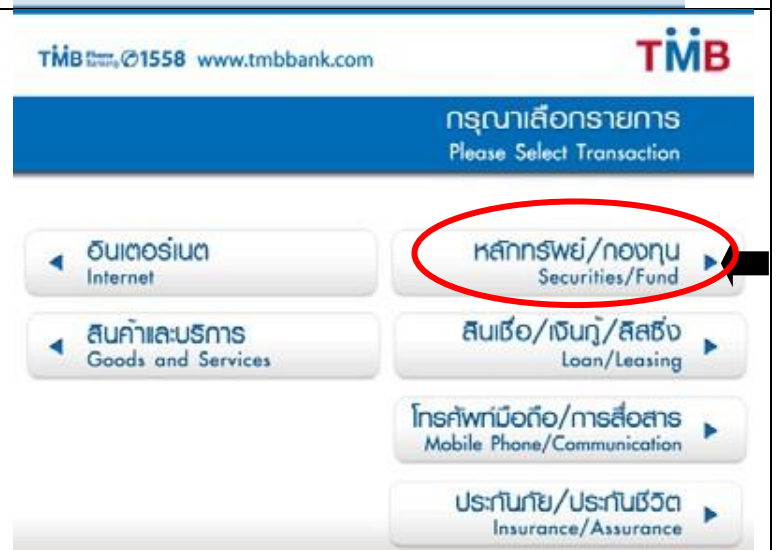 TMB Phone Banking 1558 www.tmbbank.com
TMB
กรุณาเลือกรายการ
Please Select Transaction
อินเตอร์เนต
Internet
หลักทรัพย์/กองทุน
Securities/Fund
สินค้าและบริการ
Goods and Services
สินเชื่อ/เงินกู้/ลิสซิ่ง
Loan/Leasing
โทรศัพท์มือถือ/การสื่อสาร
Mobile Phone/Communication
ประกันภัย/ประกันชีวิต
Insurance/Assurance